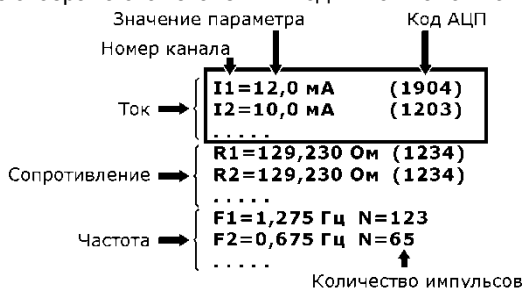 Значение параметра
Код АЦП
Номер канала
Ток
I1=12,0 мА (1904)
I2=10,0 мА (1203)
. . . . .
Сопротивление
R1=129,230 Ом (1234)
R2=129,230 Ом (1234)
. . . . .
Частота
F1=1,275 Гц N=123
F2=0,675 Гц N=65
. . . . .
Количество импульсов